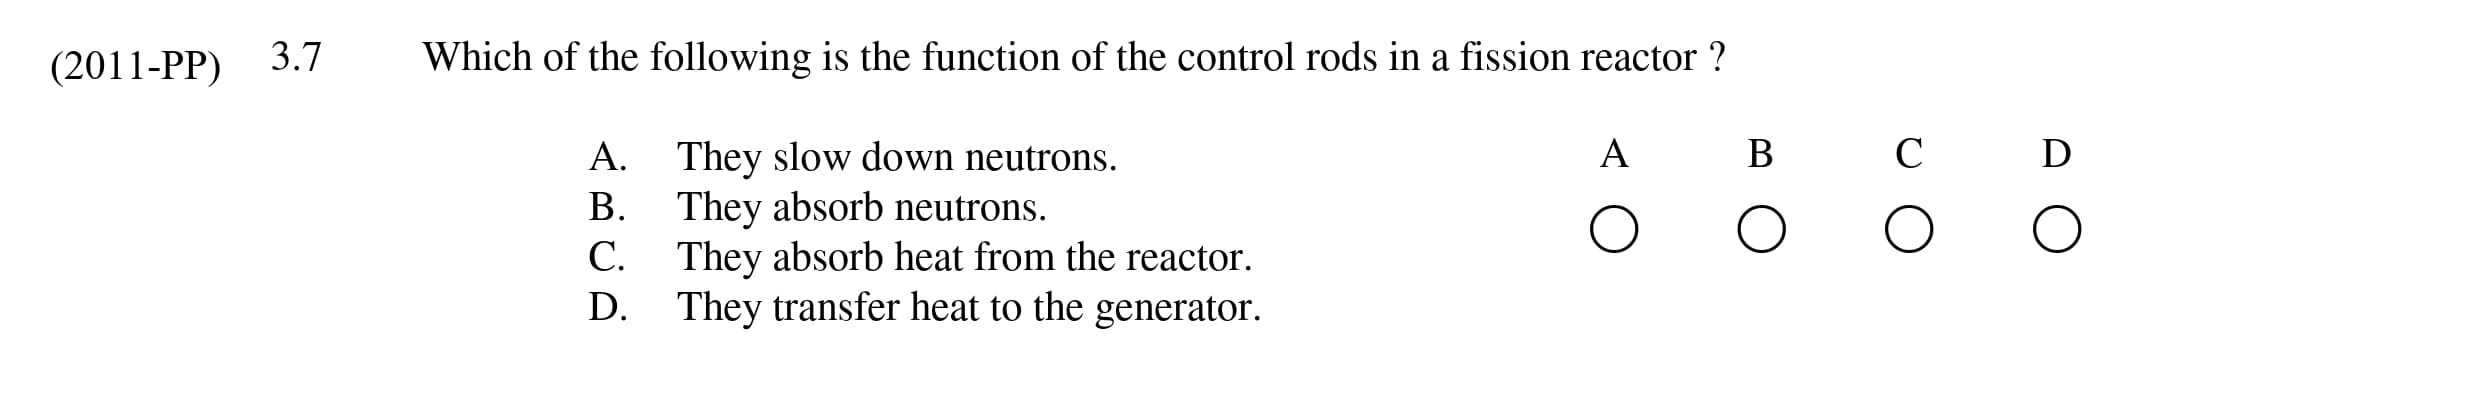 (2011-PP) 3.7 Which of the following is the function of the control rods in a fission reactor ?
A. They slow down neutrons.
B. They absorb neutrons.
C. They absorb heat from the reactor.
D. They transfer heat to the generator.
A B C D